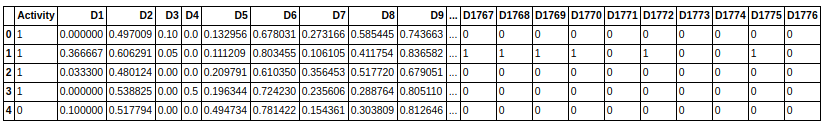 Activity D1 D2 D3 D4 D5 D6 D7 D8 D9 ... D1767 D1768 D1769 D1770 D1771 D1772 D1773 D1774 D1775 D1776
0 1 0.000000 0.497009 0.10 0.0 0.132956 0.678031 0.273166 0.585445 0.743663 ... 0 0 0 0 0 0 0 0 0 0
1 1 0.366667 0.606291 0.05 0.0 0.111209 0.803455 0.106105 0.411754 0.836582 ... 1 1 1 1 0 1 0 0 1 0
2 1 0.033300 0.480124 0.00 0.0 0.209791 0.610350 0.356453 0.517720 0.679051 ... 0 0 0 0 0 0 0 0 0 0
3 1 0.000000 0.538825 0.00 0.5 0.196344 0.724230 0.235606 0.288764 0.805110 ... 0 0 0 0 0 0 0 0 0 0
4 0 0.100000 0.517794 0.00 0.0 0.494734 0.781422 0.154361 0.303809 0.812646 ... 0 0 0 0 0 0 0 0 0 0